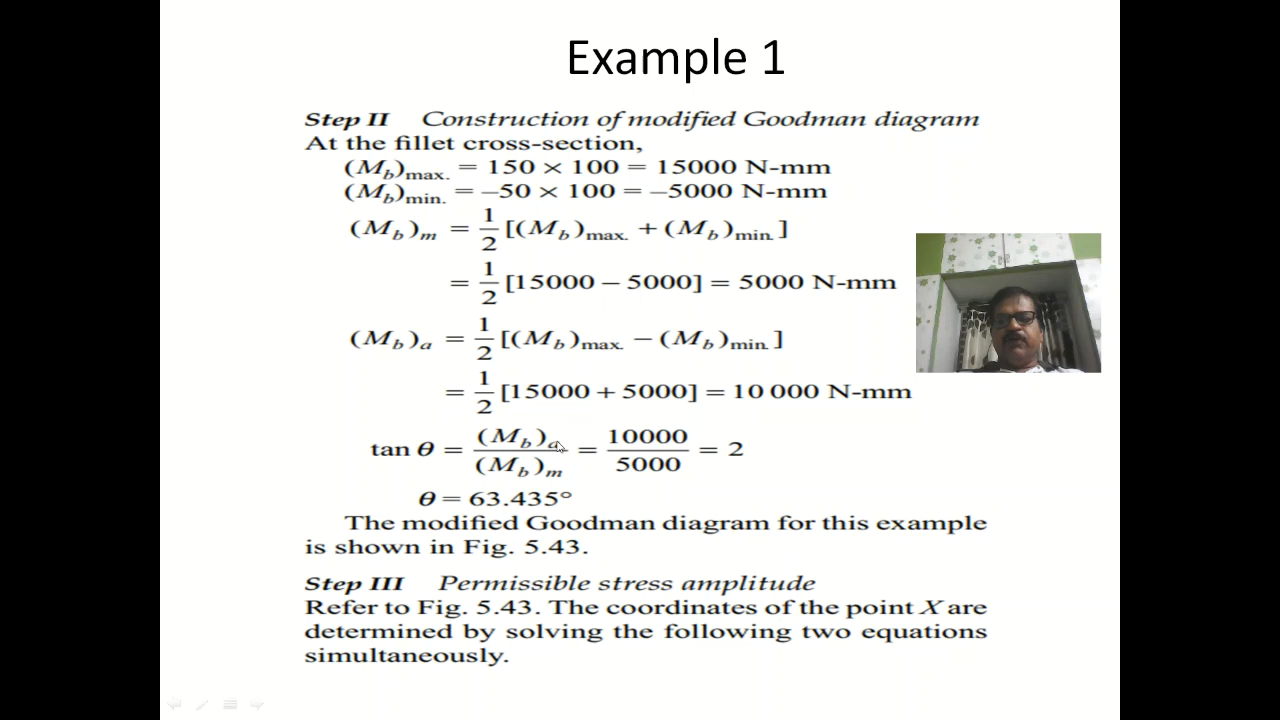 Example 1
Step II Construction of modified Goodman diagram
At the fillet cross-section,
(M_b)_max. = 150 × 100 = 15000 N-mm
(M_b)_min. = –50 × 100 = –5000 N-mm
(M_b)_m = 1/2 [(M_b)_max. + (M_b)_min.]
= 1/2 [15000 – 5000] = 5000 N-mm
(M_b)_a = 1/2 [(M_b)_max. – (M_b)_min.]
= 1/2 [15000 + 5000] = 10 000 N-mm
tan θ = (M_b)_a / (M_b)_m = 10000 / 5000 = 2
θ = 63.435°
The modified Goodman diagram for this example
is shown in Fig. 5.43.
Step III Permissible stress amplitude
Refer to Fig. 5.43. The coordinates of the point X are
determined by solving the following two equations
simultaneously.